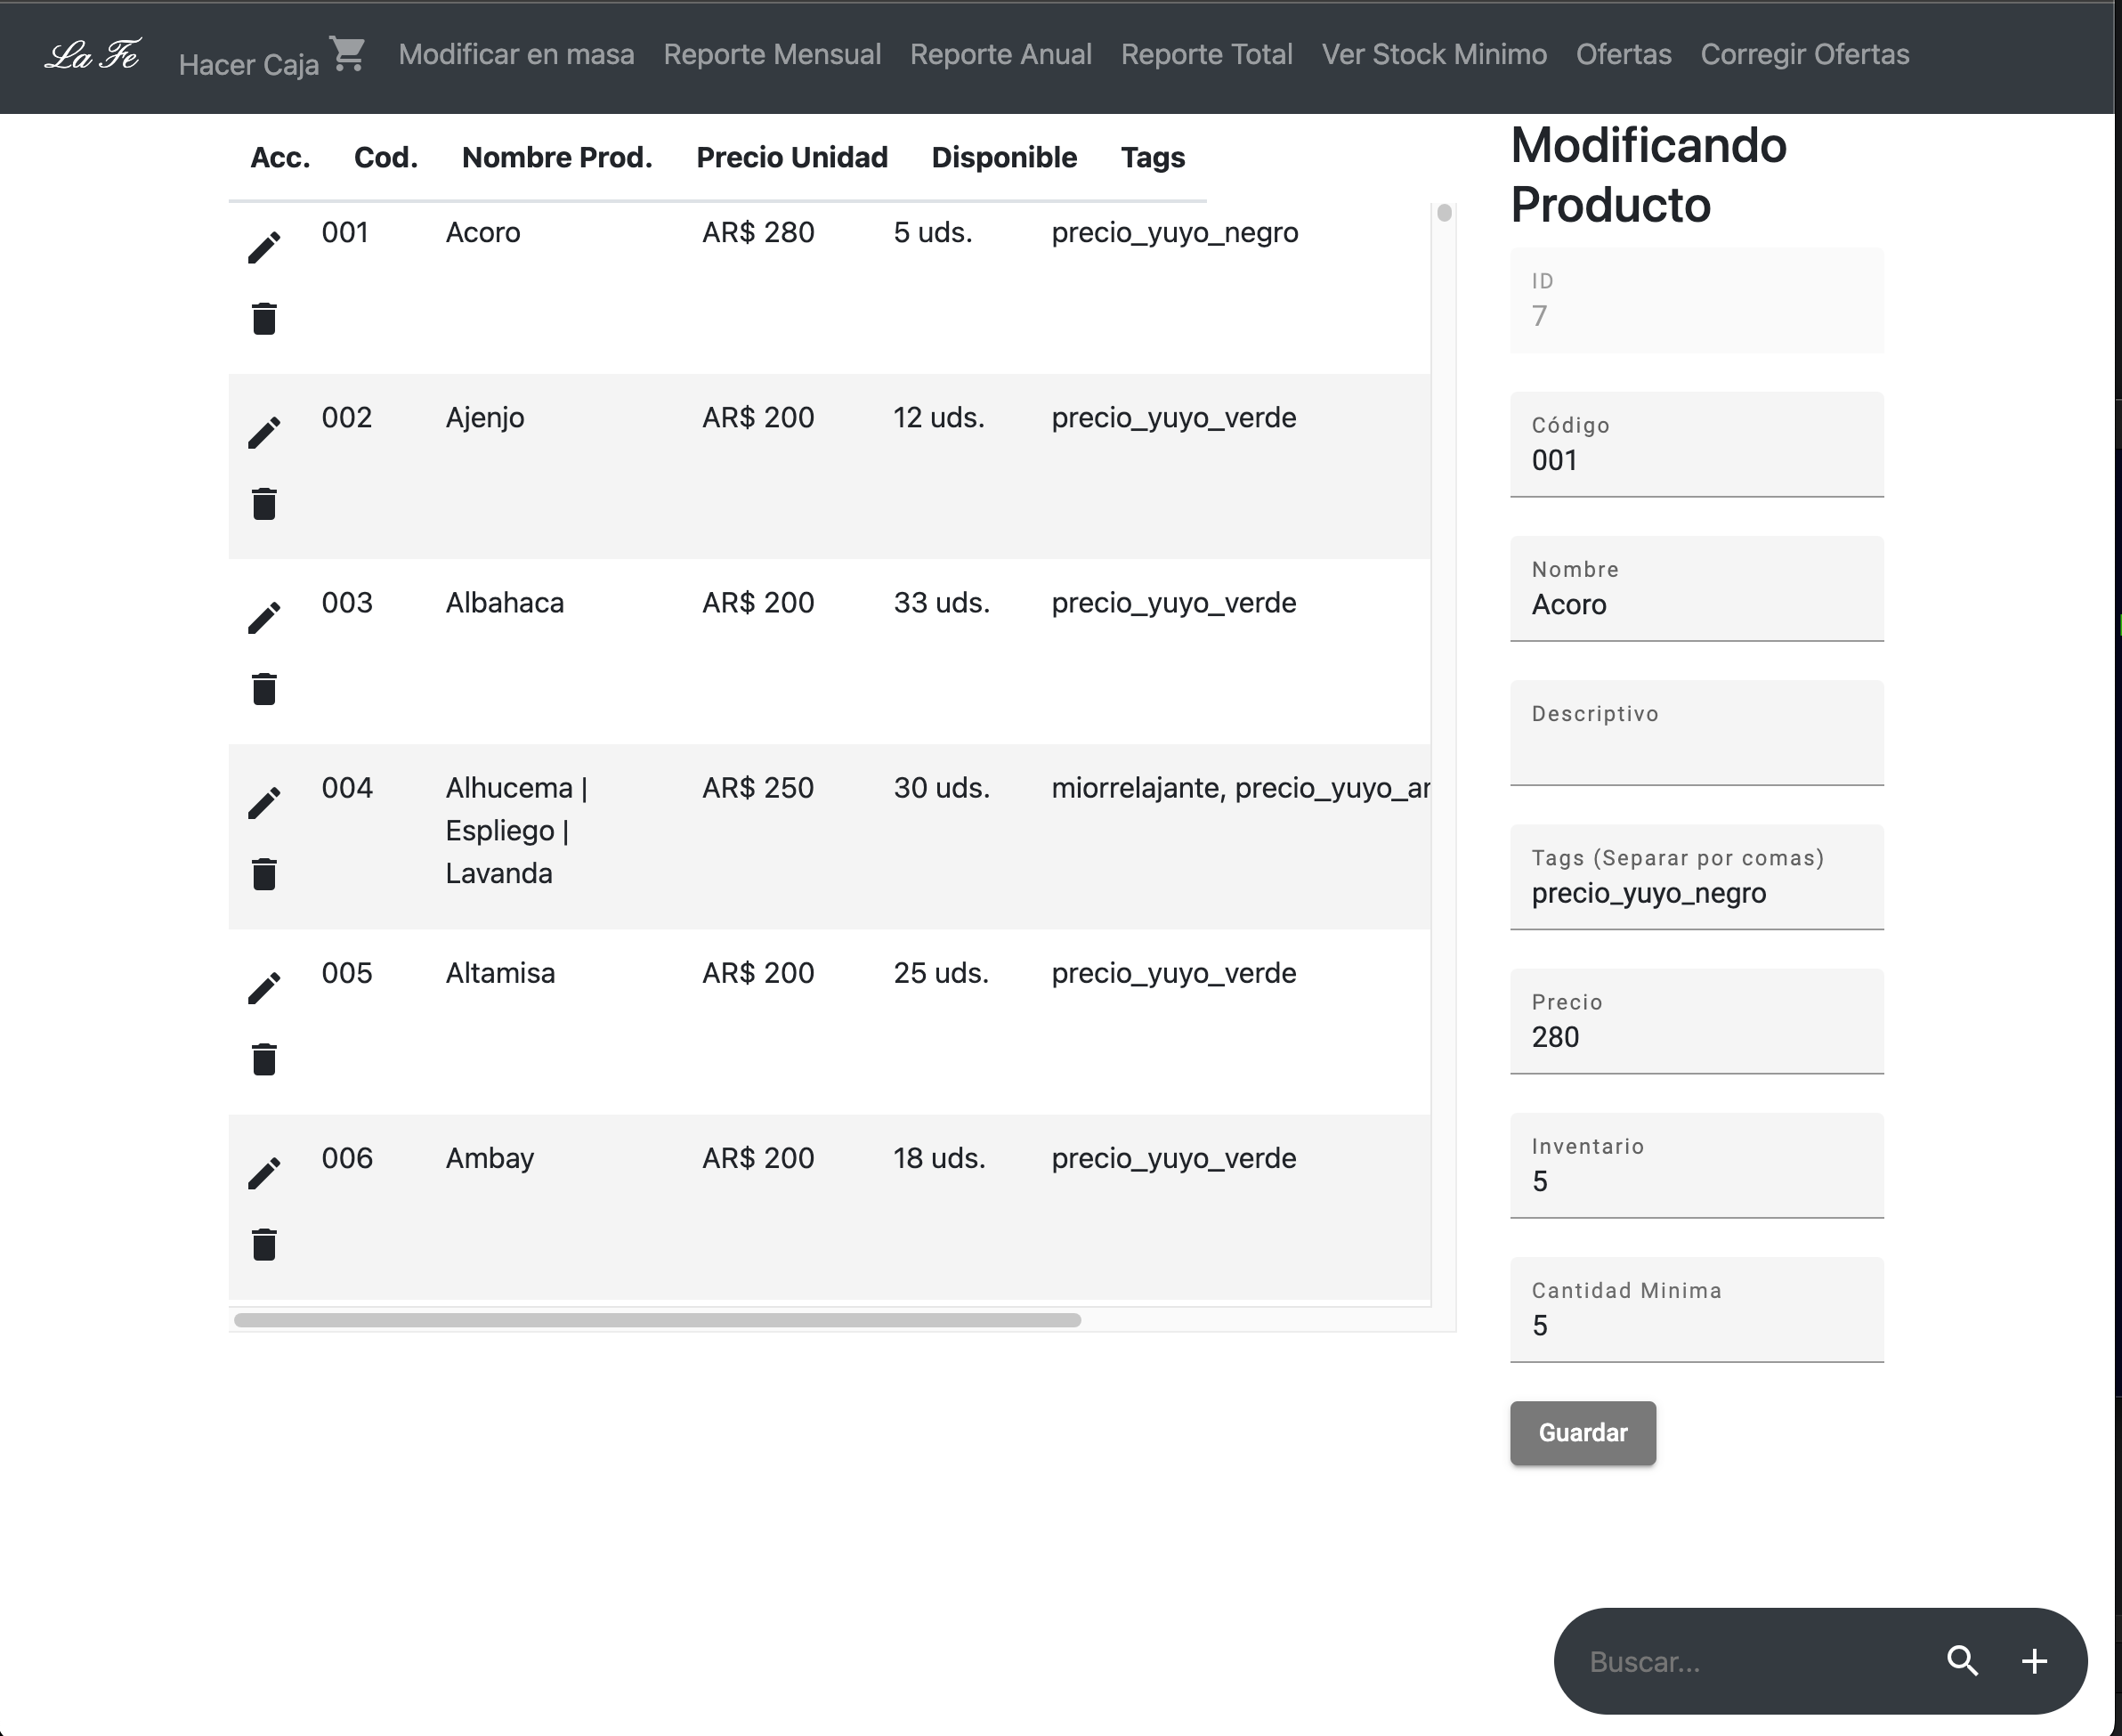 La Fe Hacer Caja Modificar en masa Reporte Mensual Reporte Anual Reporte Total Ver Stock Minimo Ofertas Corregir Ofertas
Acc. Cod. Nombre Prod. Precio Unidad Disponible Tags
001 Acoro AR$ 280 5 uds. precio_yuyo_negro
002 Ajenjo AR$ 200 12 uds. precio_yuyo_verde
003 Albahaca AR$ 200 33 uds. precio_yuyo_verde
004 Alhucema | AR$ 250 30 uds. miorrelajante, precio_yuyo_ar
Espliego |
Lavanda
005 Altamisa AR$ 200 25 uds. precio_yuyo_verde
006 Ambay AR$ 200 18 uds. precio_yuyo_verde
Modificando
Producto
ID
7
Código
001
Nombre
Acoro
Descriptivo
Tags (Separar por comas)
precio_yuyo_negro
Precio
280
Inventario
5
Cantidad Minima
5
Guardar
Buscar...